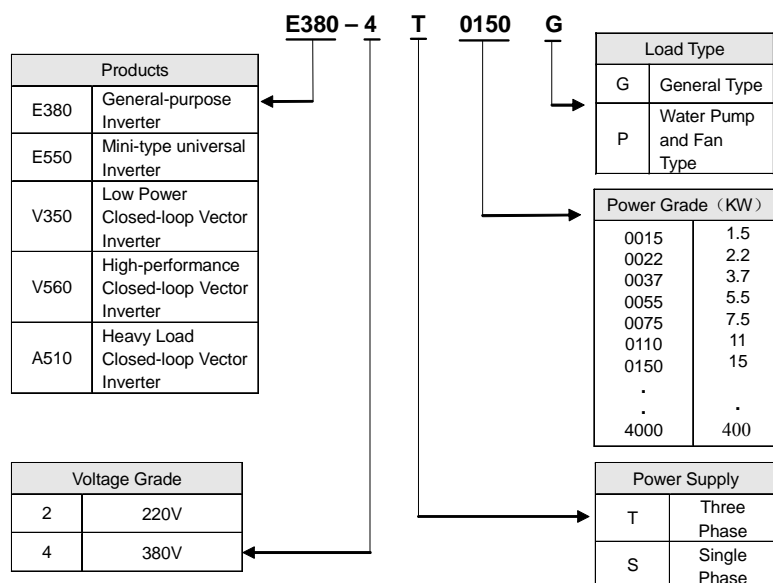 E380 – 4 T 0150 G
Products
E380 General-purpose
Inverter
E550 Mini-type universal
Inverter
V350 Low Power
Closed-loop Vector
Inverter
V560 High-performance
Closed-loop Vector
Inverter
A510 Heavy Load
Closed-loop Vector
Inverter
Voltage Grade
2 220V
4 380V
Load Type
G General Type
P Water Pump
and Fan
Type
Power Grade（KW）
0015 1.5
0022 2.2
0037 3.7
0055 5.5
0075 7.5
0110 11
0150 15
.
. .
4000 400
Power Supply
T Three
Phase
S Single
Phase